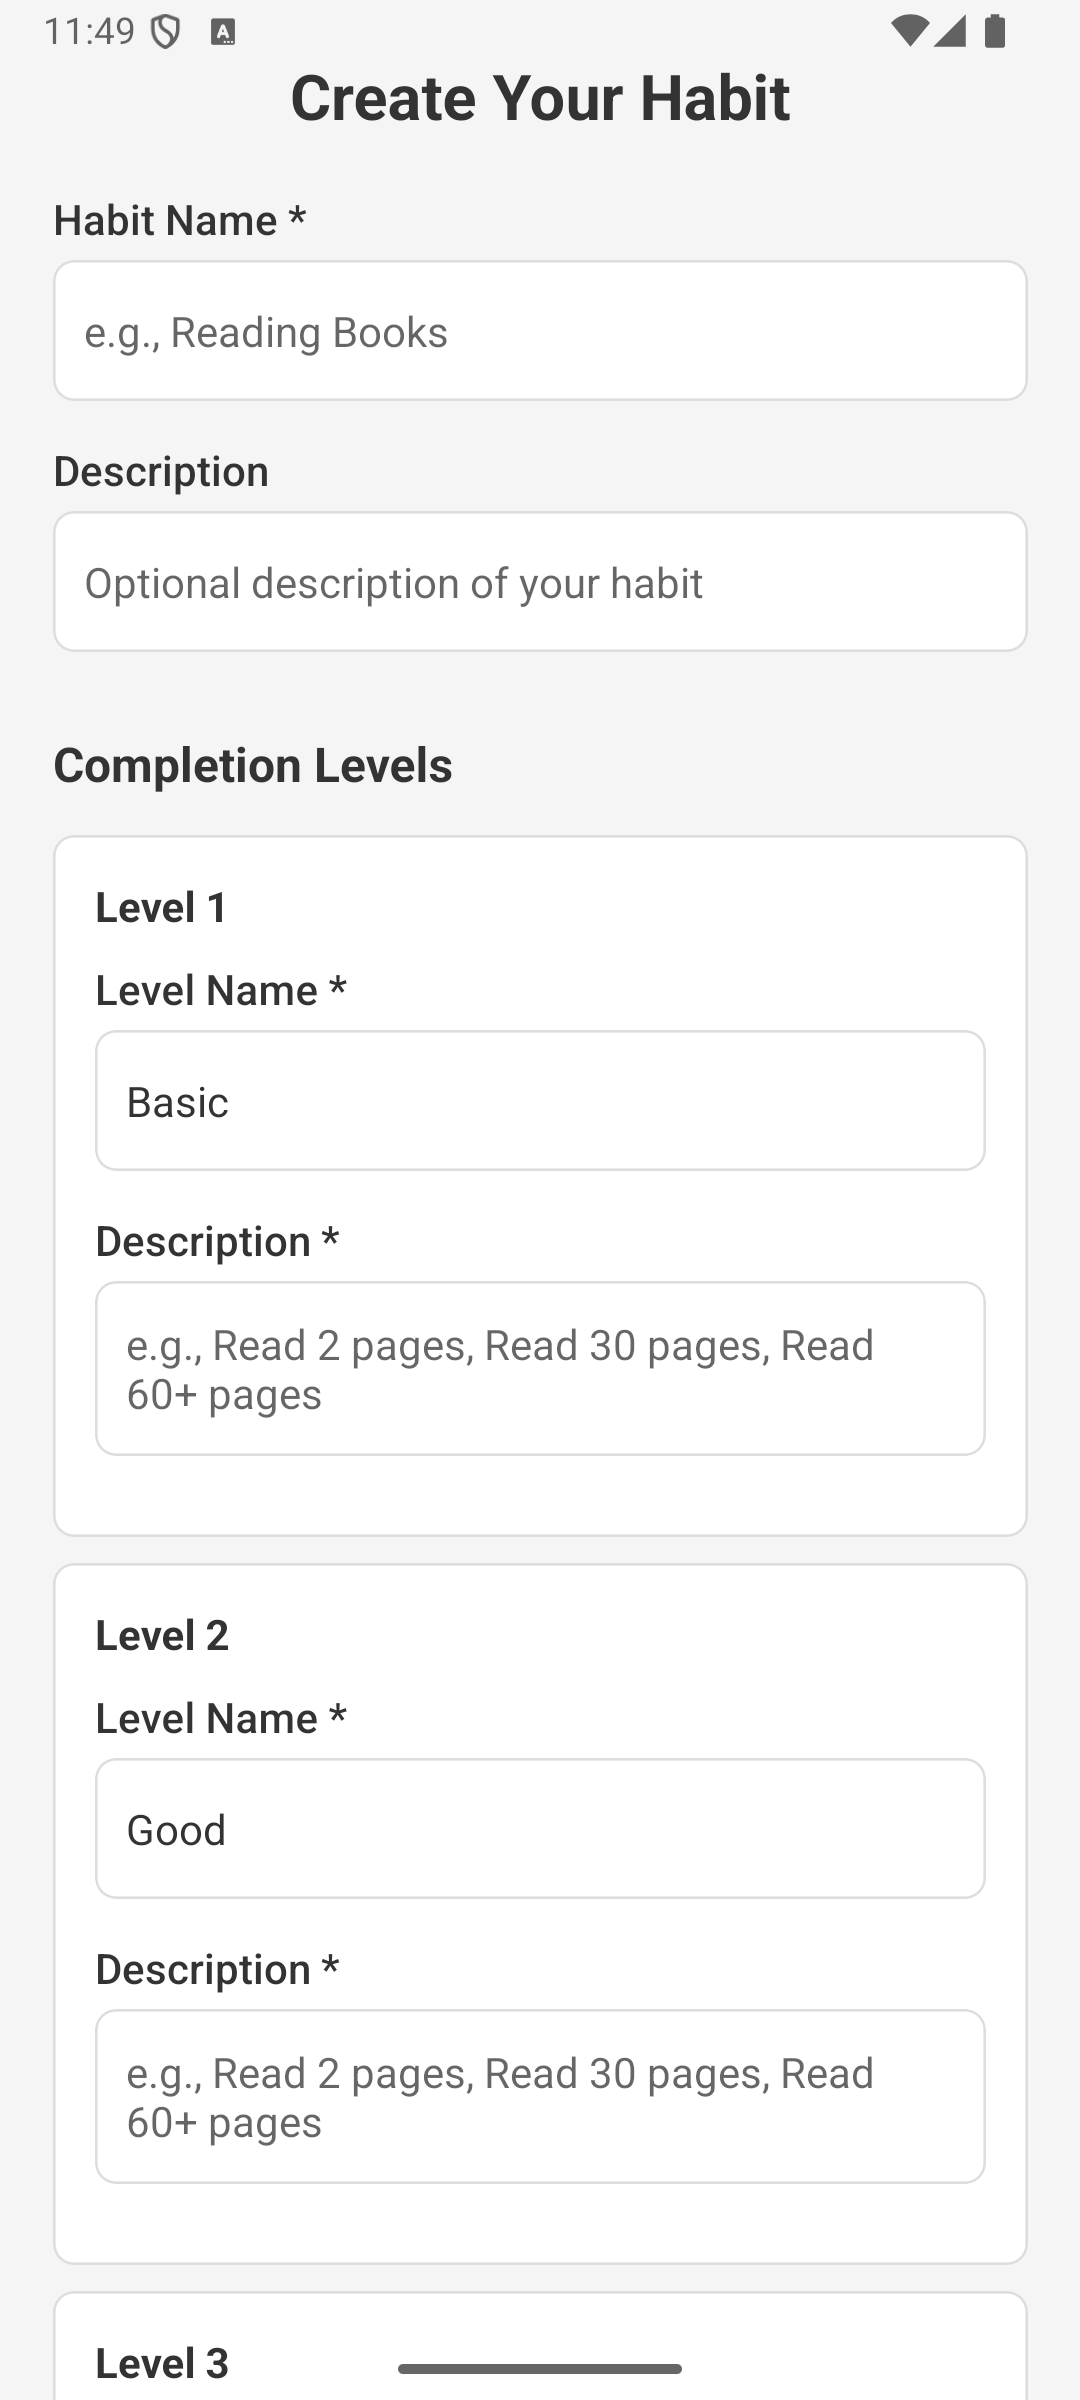 11:49
Create Your Habit
Habit Name *
e.g., Reading Books
Description
Optional description of your habit
Completion Levels
Level 1
Level Name *
Basic
Description *
e.g., Read 2 pages, Read 30 pages, Read
60+ pages
Level 2
Level Name *
Good
Description *
e.g., Read 2 pages, Read 30 pages, Read
60+ pages
Level 3